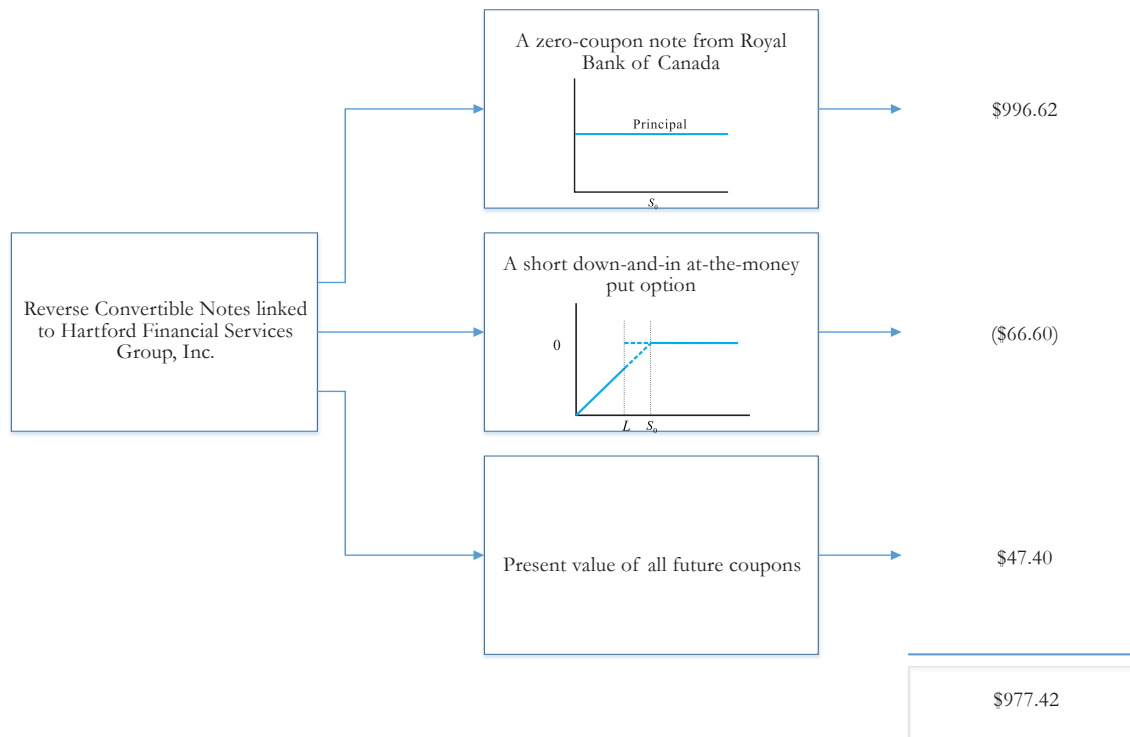 A zero-coupon note from Royal
Bank of Canada
Principal
S₀
$996.62
Reverse Convertible Notes linked
to Hartford Financial Services
Group, Inc.
A short down-and-in at-the-money
put option
0
L S₀
($66.60)
Present value of all future coupons
$47.40
$977.42